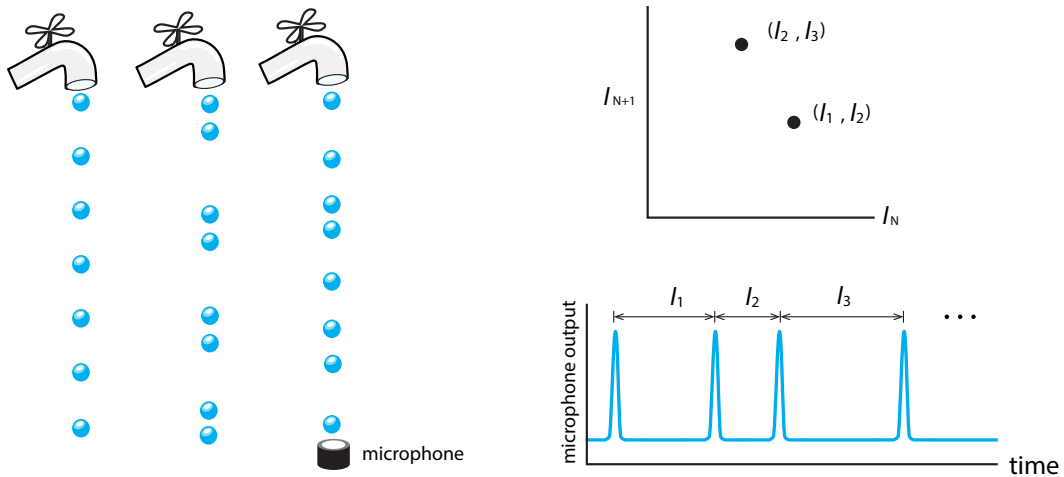 (I2 , I3)
IN+1
(I1 , I2)
IN
I1
I2
I3
...
microphone output
microphone
time